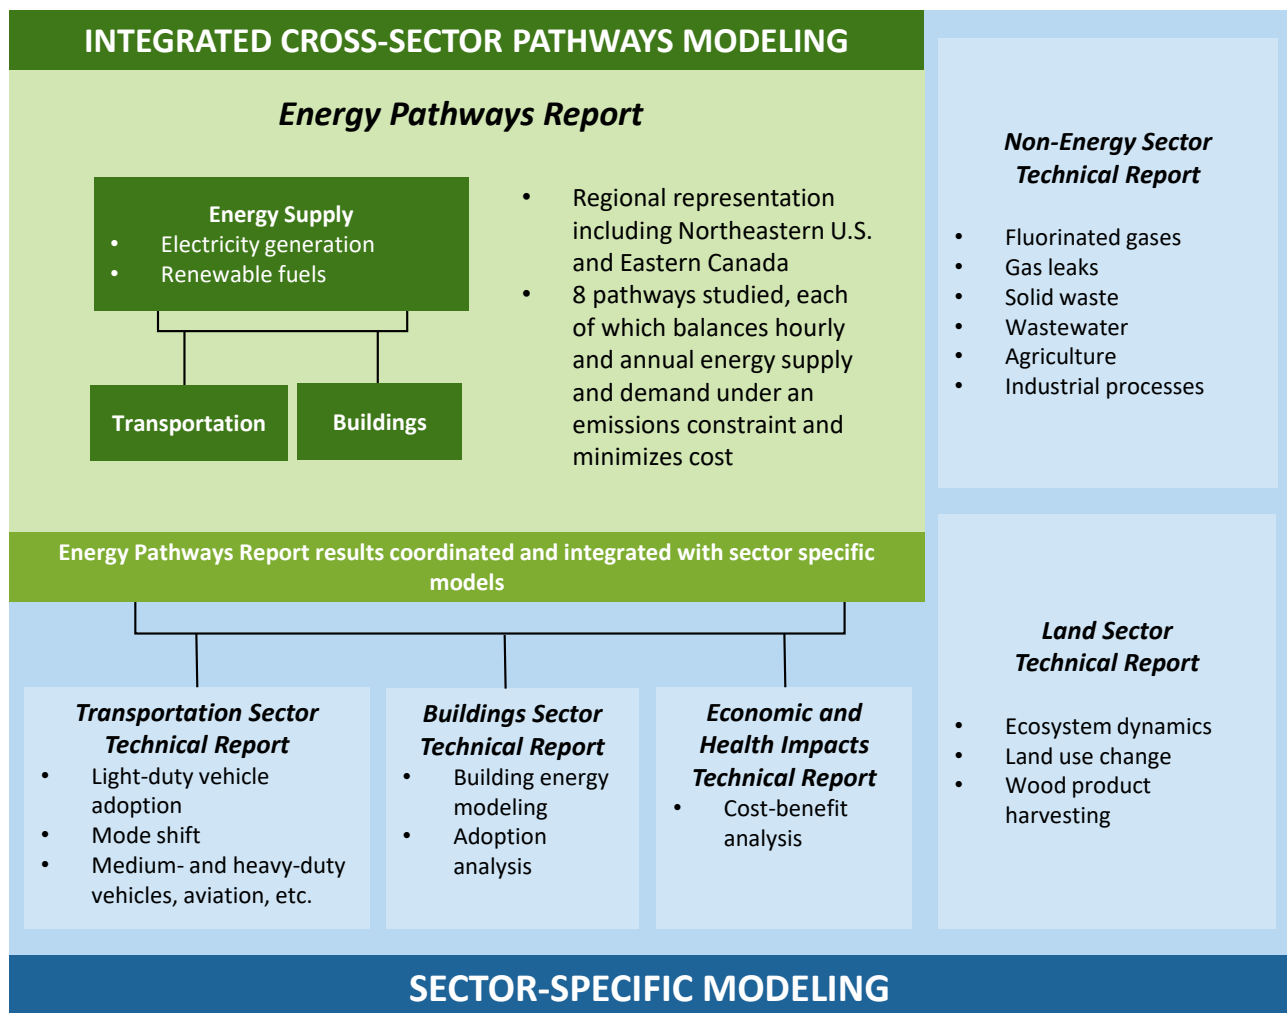 INTEGRATED CROSS-SECTOR PATHWAYS MODELING
Energy Pathways Report
Energy Supply
• Electricity generation
• Renewable fuels
Transportation
Buildings
• Regional representation
including Northeastern U.S.
and Eastern Canada
• 8 pathways studied, each
of which balances hourly
and annual energy supply
and demand under an
emissions constraint and
minimizes cost
Energy Pathways Report results coordinated and integrated with sector specific
models
Transportation Sector
Technical Report
• Light-duty vehicle
adoption
• Mode shift
• Medium- and heavy-duty
vehicles, aviation, etc.
Buildings Sector
Technical Report
• Building energy
modeling
• Adoption
analysis
Economic and
Health Impacts
Technical Report
• Cost-benefit
analysis
Non-Energy Sector
Technical Report
• Fluorinated gases
• Gas leaks
• Solid waste
• Wastewater
• Agriculture
• Industrial processes
Land Sector
Technical Report
• Ecosystem dynamics
• Land use change
• Wood product
harvesting
SECTOR-SPECIFIC MODELING